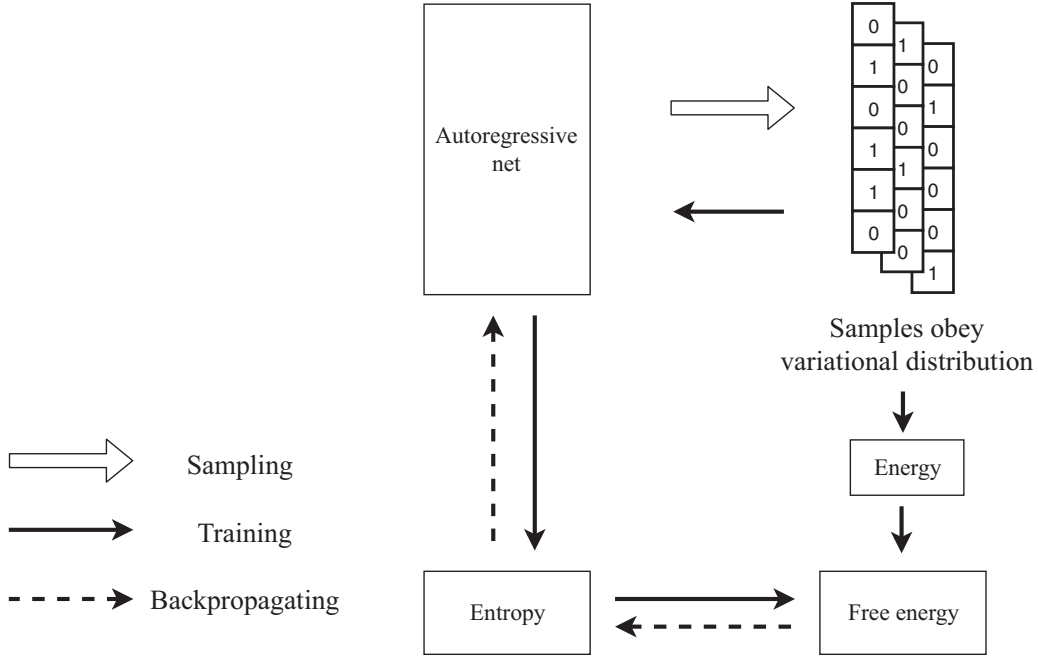 0
1
0
1
1
0
1
0
0
1
0
0
0
1
0
0
0
1
Autoregressive
net
Samples obey
variational distribution
Energy
Sampling
Training
Backpropagating
Entropy
Free energy